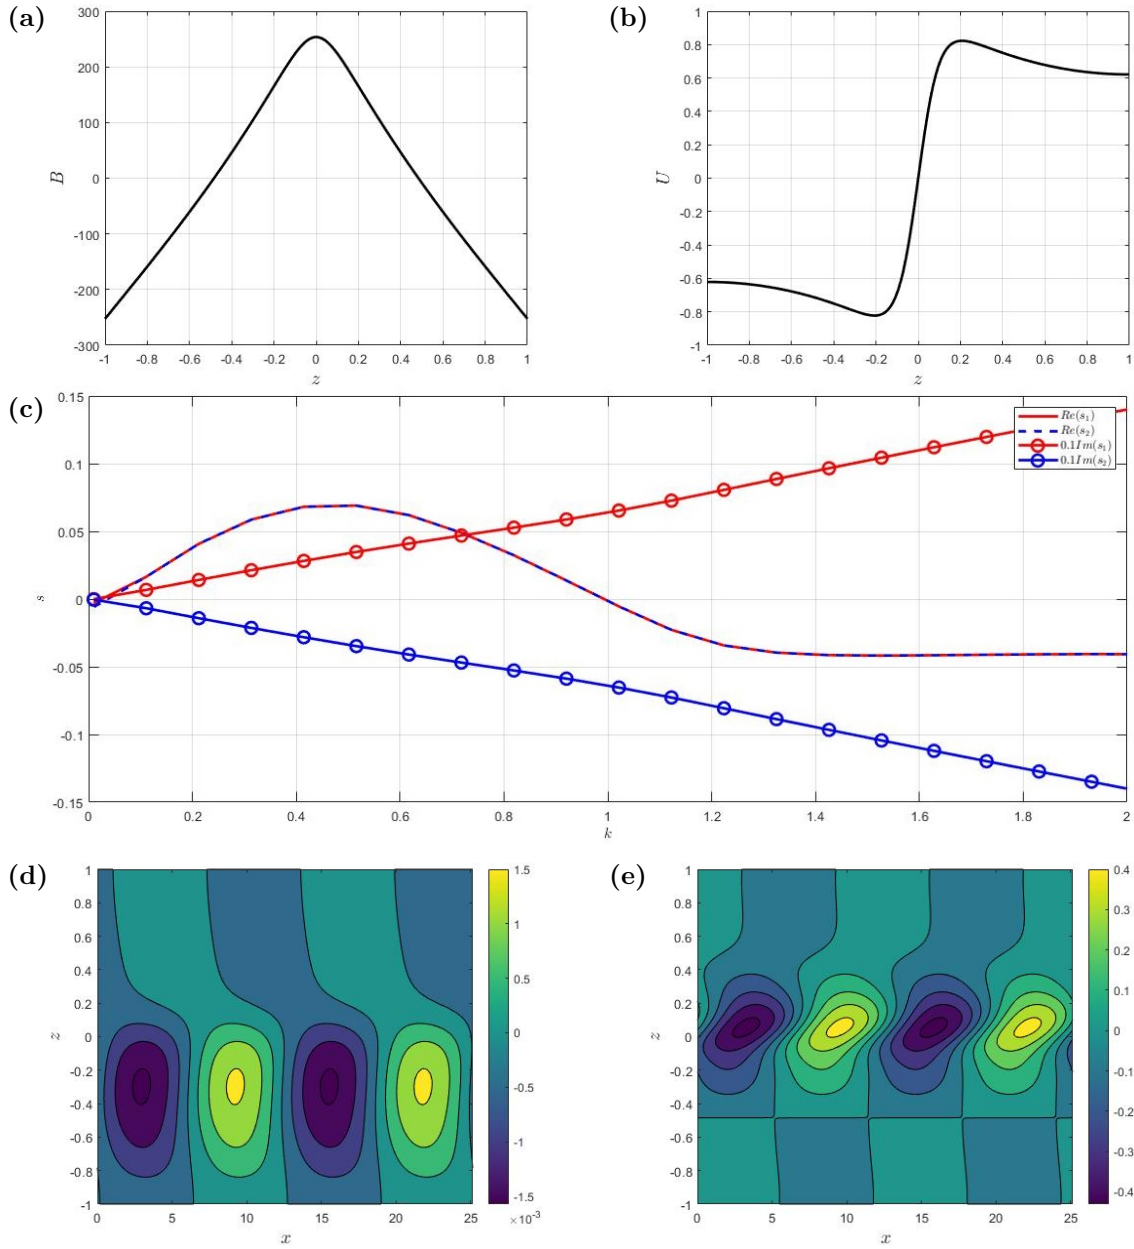 (a)
300
200
100
0
-100
-200
-300
B
-1 -0.8 -0.6 -0.4 -0.2 0 0.2 0.4 0.6 0.8 1
z
(b)
1
0.8
0.6
0.4
0.2
0
-0.2
-0.4
-0.6
-0.8
-1
U
-1 -0.8 -0.6 -0.4 -0.2 0 0.2 0.4 0.6 0.8 1
z
(c)
0.15
0.1
0.05
0
-0.05
-0.1
-0.15
s
0 0.2 0.4 0.6 0.8 1 1.2 1.4 1.6 1.8 2
k
Re(s₁)
Re(s₂)
0.1Im(s₁)
0.1Im(s₂)
(d)
1
0.8
0.6
0.4
0.2
0
-0.2
-0.4
-0.6
-0.8
-1
z
0 5 10 15 20 25
x
1.5
1
0.5
0
-0.5
-1
-1.5
×10⁻³
(e)
1
0.8
0.6
0.4
0.2
0
-0.2
-0.4
-0.6
-0.8
-1
z
0 5 10 15 20 25
x
0.4
0.3
0.2
0.1
0
-0.1
-0.2
-0.3
-0.4